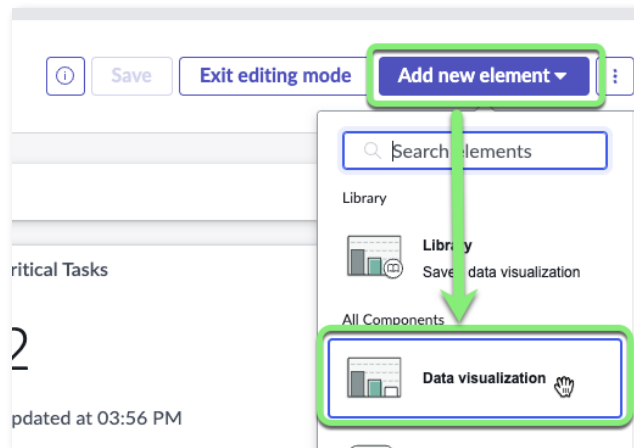 Save
Exit editing mode
Add new element
Search elements
Library
ritical Tasks
Library
Saved data visualization
All Components
2
Data visualization
pdated at 03:56 PM